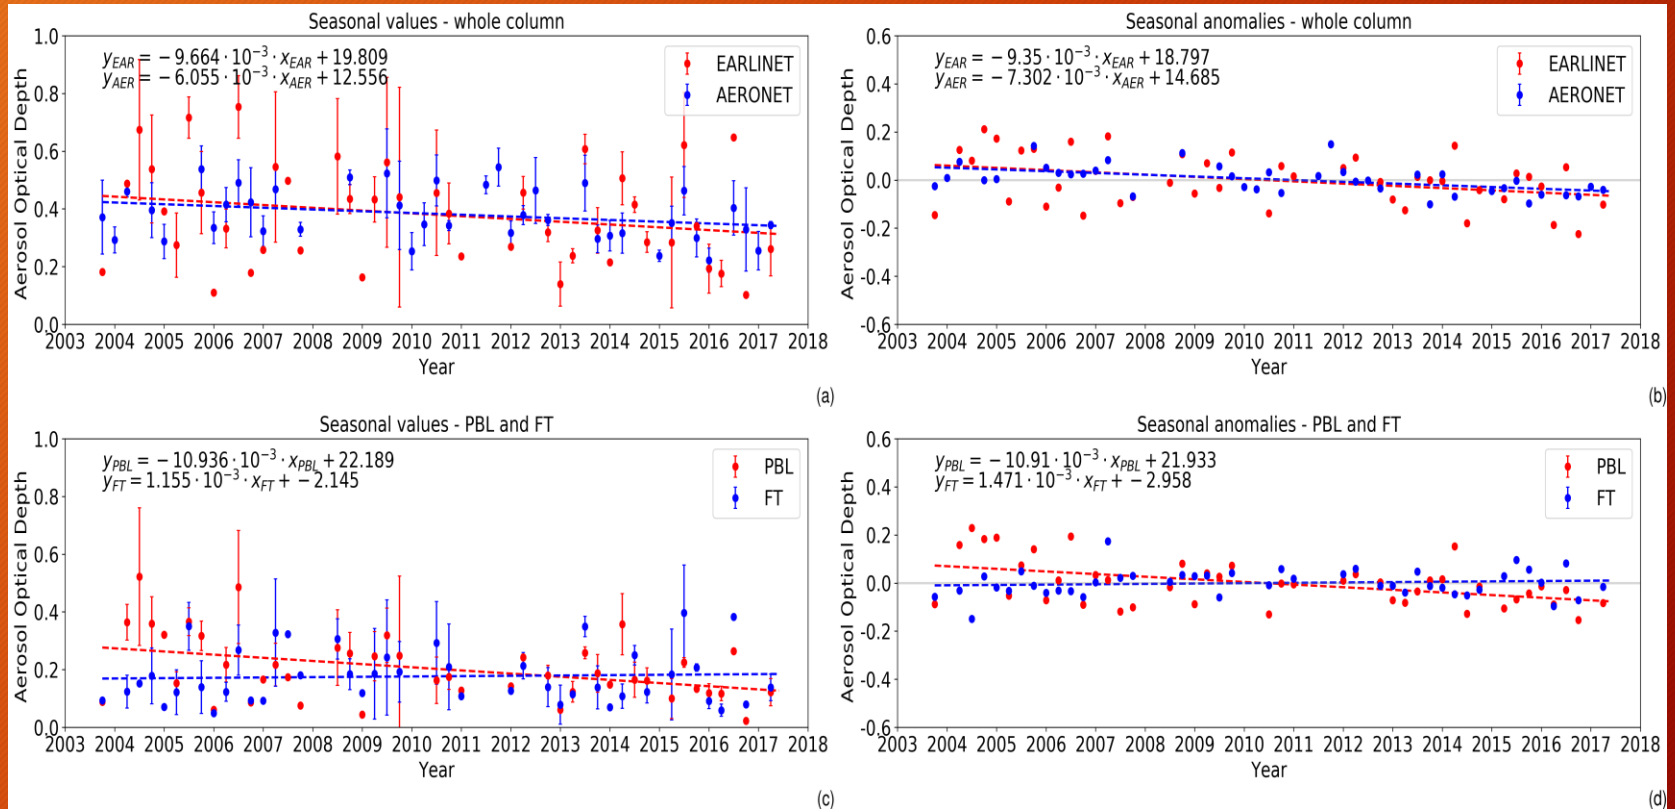 Seasonal values - whole column
y_EAR = −9.664·10^−3·x_EAR + 19.809
y_AER = −6.055·10^−3·x_AER + 12.556
EARLINET
AERONET
Aerosol Optical Depth
1.0
0.8
0.6
0.4
0.2
0.0
2003 2004 2005 2006 2007 2008 2009 2010 2011 2012 2013 2014 2015 2016 2017 2018
Year
(a)
Seasonal anomalies - whole column
y_EAR = −9.35·10^−3·x_EAR + 18.797
y_AER = −7.302·10^−3·x_AER + 14.685
EARLINET
AERONET
Aerosol Optical Depth
0.6
0.4
0.2
0.0
-0.2
-0.4
-0.6
2003 2004 2005 2006 2007 2008 2009 2010 2011 2012 2013 2014 2015 2016 2017 2018
Year
(b)
Seasonal values - PBL and FT
y_PBL = −10.936·10^−3·x_PBL + 22.189
y_FT = 1.155·10^−3·x_FT + −2.145
PBL
FT
Aerosol Optical Depth
1.0
0.8
0.6
0.4
0.2
0.0
2003 2004 2005 2006 2007 2008 2009 2010 2011 2012 2013 2014 2015 2016 2017 2018
Year
(c)
Seasonal anomalies - PBL and FT
y_PBL = −10.91·10^−3·x_PBL + 21.933
y_FT = 1.471·10^−3·x_FT + −2.958
PBL
FT
Aerosol Optical Depth
0.6
0.4
0.2
0.0
-0.2
-0.4
-0.6
2003 2004 2005 2006 2007 2008 2009 2010 2011 2012 2013 2014 2015 2016 2017 2018
Year
(d)